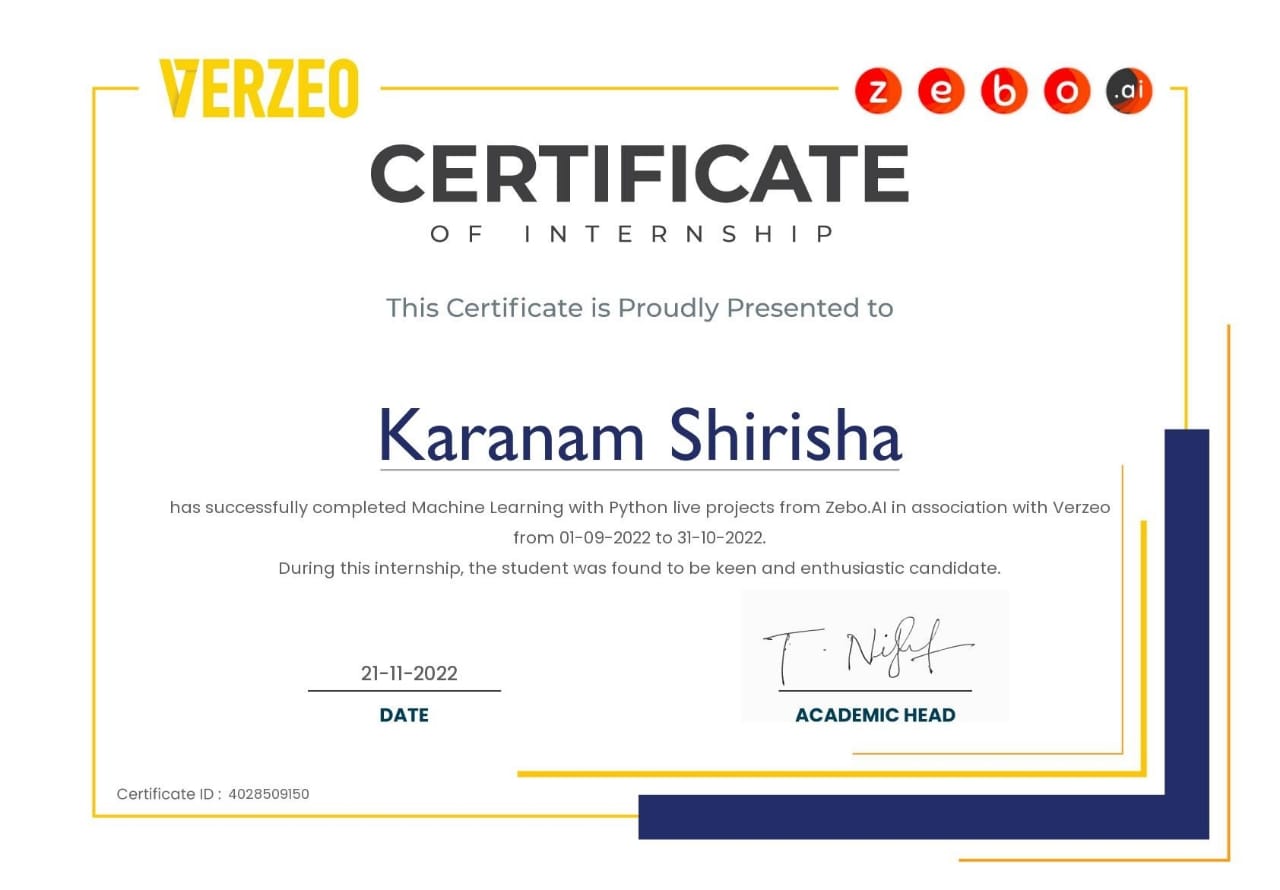 VERZEO
zebo.ai
CERTIFICATE
OF INTERNSHIP
This Certificate is Proudly Presented to
Karanam Shirisha
has successfully completed Machine Learning with Python live projects from Zebo.AI in association with Verzeo
from 01-09-2022 to 31-10-2022.
During this internship, the student was found to be keen and enthusiastic candidate.
21-11-2022
DATE
ACADEMIC HEAD
Certificate ID : 4028509150